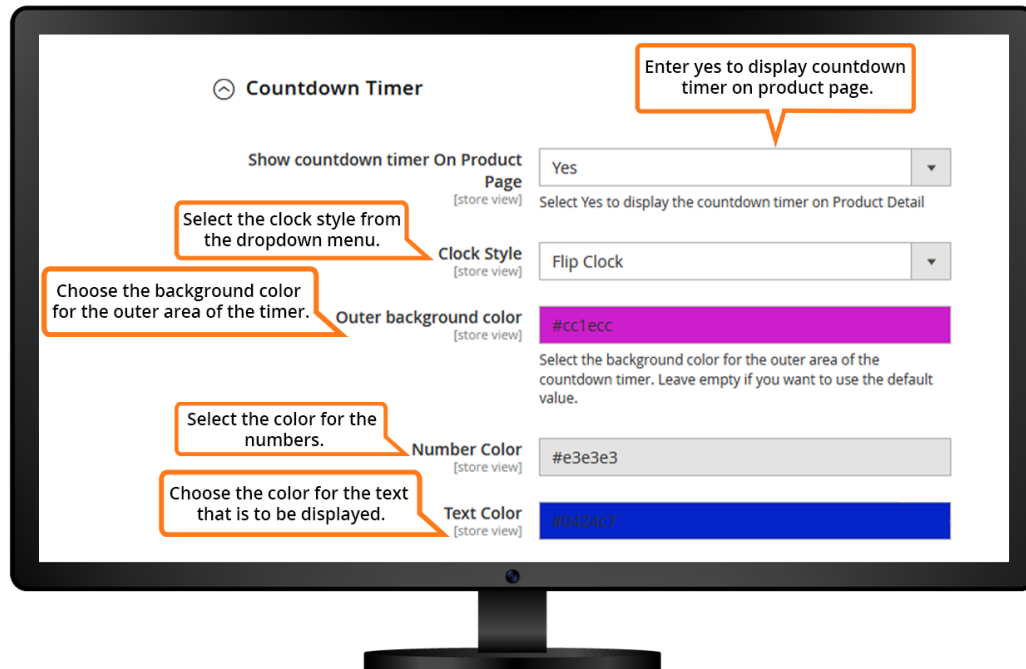 Countdown Timer
Enter yes to display countdown
timer on product page.
Show countdown timer On Product
Page
[store view]
Yes
Select Yes to display the countdown timer on Product Detail
Select the clock style from
the dropdown menu.
Clock Style
[store view]
Flip Clock
Choose the background color
for the outer area of the timer.
Outer background color
[store view]
#cc1ecc
Select the background color for the outer area of the
countdown timer. Leave empty if you want to use the default
value.
Select the color for the
numbers.
Number Color
[store view]
#e3e3e3
Choose the color for the text
that is to be displayed.
Text Color
[store view]
#0424c7